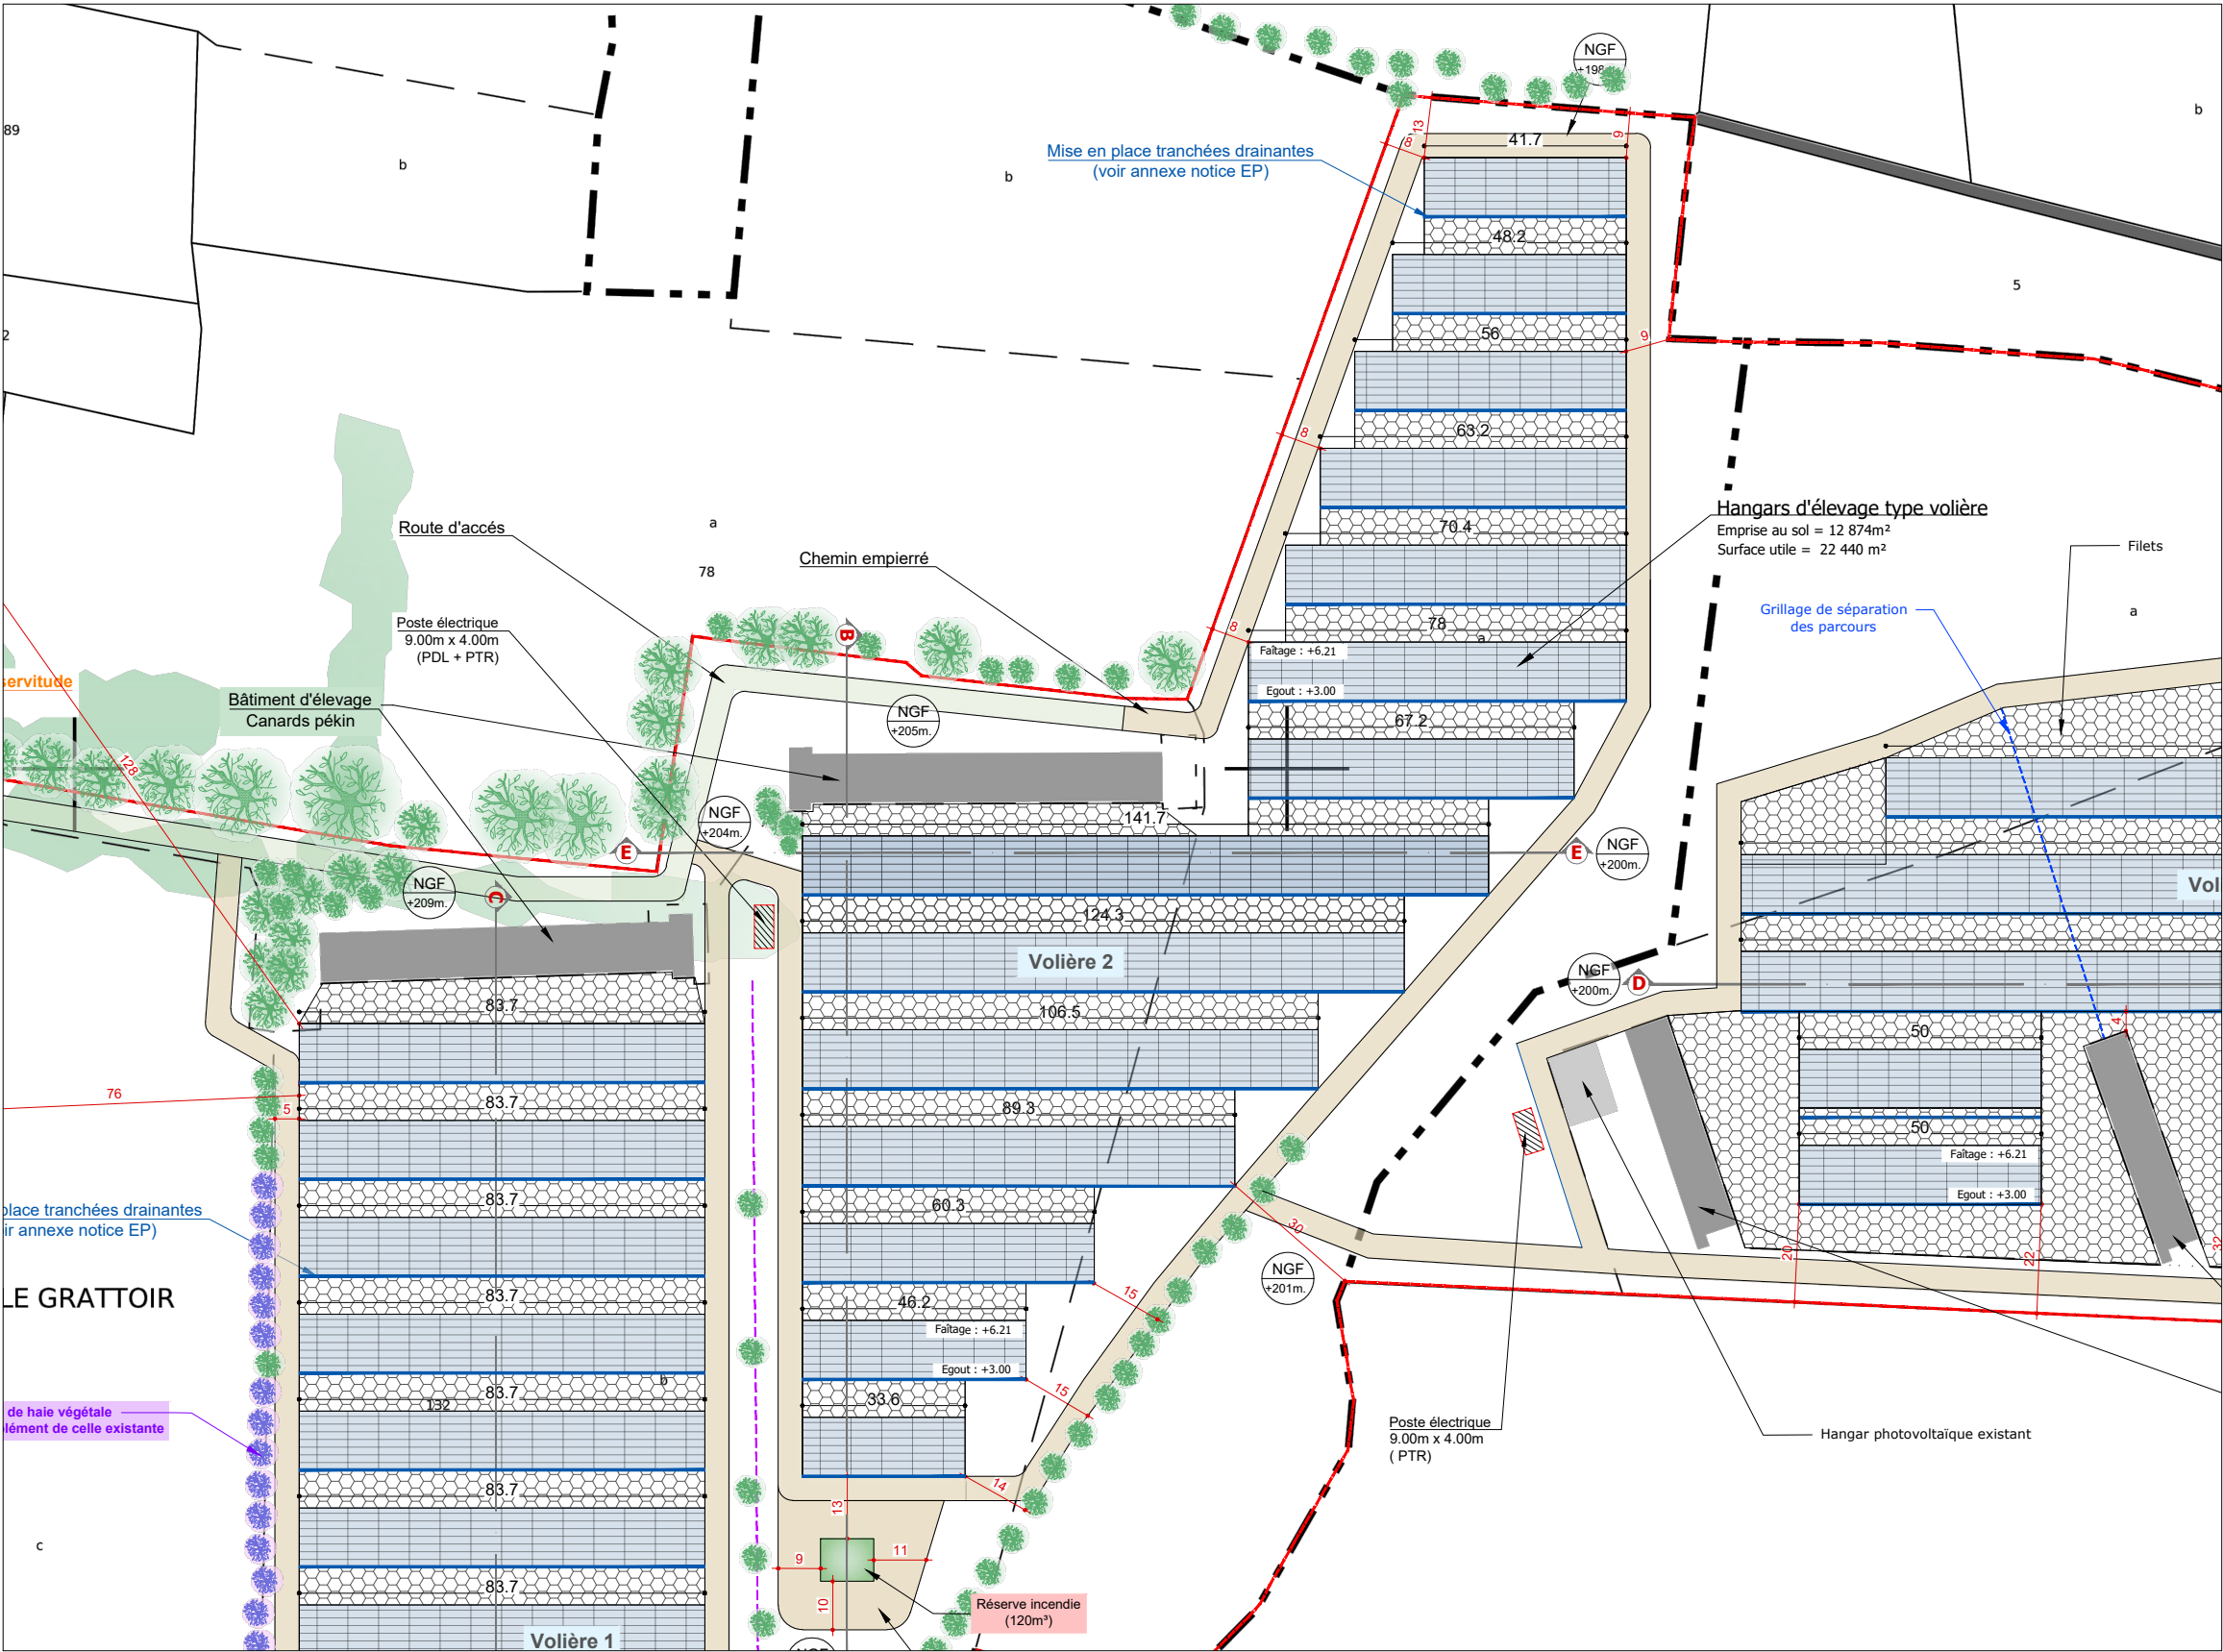 NGF
+198
89
b
b
b
Mise en place tranchées drainantes
(voir annexe notice EP)
13
8
41.7
9
48.2
5
2
56
9
63.2
8
Hangars d'élevage type volière
Emprise au sol = 12 874m²
Surface utile = 22 440 m²
Filets
70.4
Route d'accés
a
78
Chemin empierré
Grillage de séparation
des parcours
a
Poste électrique
9.00m x 4.00m
(PDL + PTR)
B
8
78
a
Faîtage : +6.21
Egout : +3.00
servitude
Bâtiment d'élevage
Canards pékin
NGF
+205m.
67.2
128
NGF
+204m.
141.7
E
E
NGF
+200m.
NGF
+209m.
C
Vol
124.3
Volière 2
NGF
+200m.
D
83.7
106.5
4
50
76
5
83.7
89.3
50
Faîtage : +6.21
Egout : +3.00
place tranchées drainantes
ir annexe notice EP)
83.7
60.3
30
20
22
32
NGF
+201m.
LE GRATTOIR
83.7
46.2
Faîtage : +6.21
Egout : +3.00
15
b
83.7
132
33.6
15
de haie végétale
lément de celle existante
Poste électrique
9.00m x 4.00m
( PTR)
Hangar photovoltaïque existant
83.7
14
13
c
9
11
83.7
10
Réserve incendie
(120m³)
Volière 1
NGF